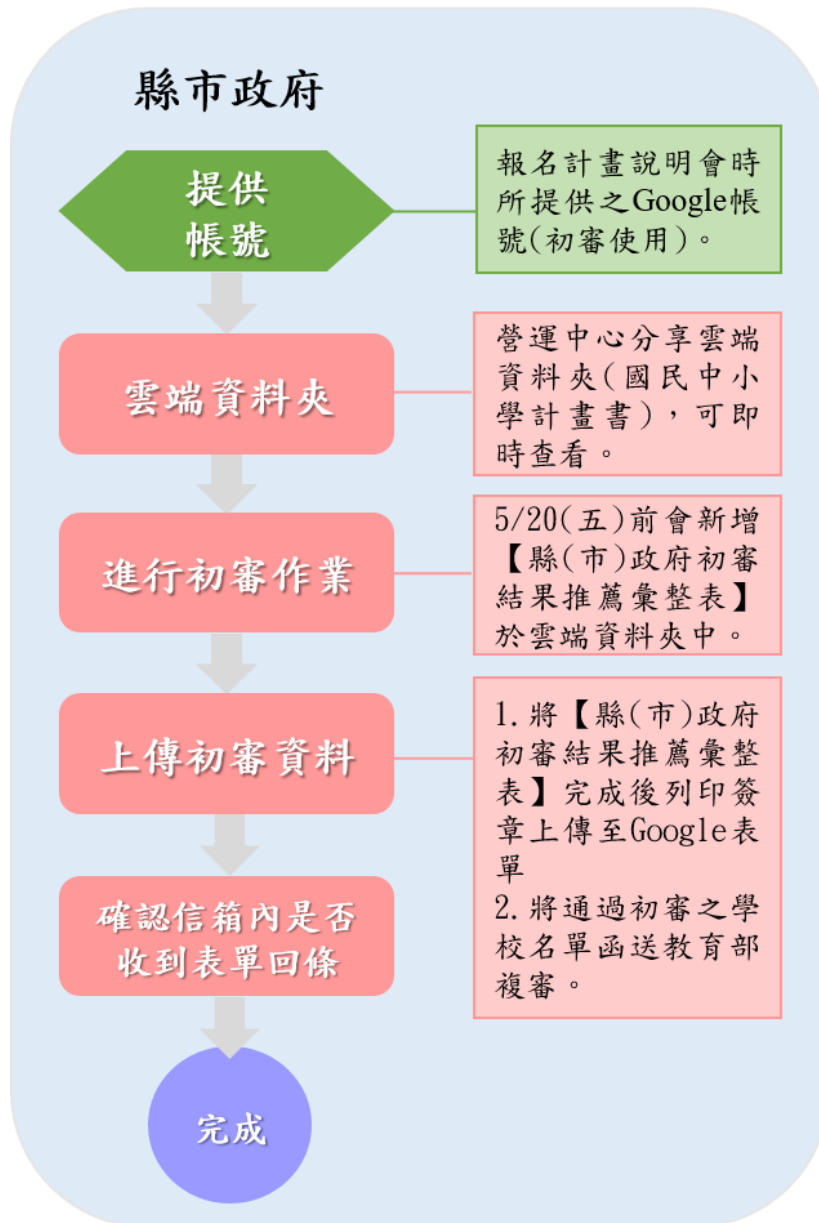 縣市政府
提供
帳號
報名計畫說明會時
所提供之Google帳
號(初審使用)。
雲端資料夾
營運中心分享雲端
資料夾(國民中小
學計畫書)，可即
時查看。
進行初審作業
5/20(五)前會新增
【縣(市)政府初審
結果推薦彙整表】
於雲端資料夾中。
上傳初審資料
1.將【縣(市)政府
初審結果推薦彙整
表】完成後列印簽
章上傳至Google表
單
2.將通過初審之學
校名單函送教育部
複審。
確認信箱內是否
收到表單回條
完成